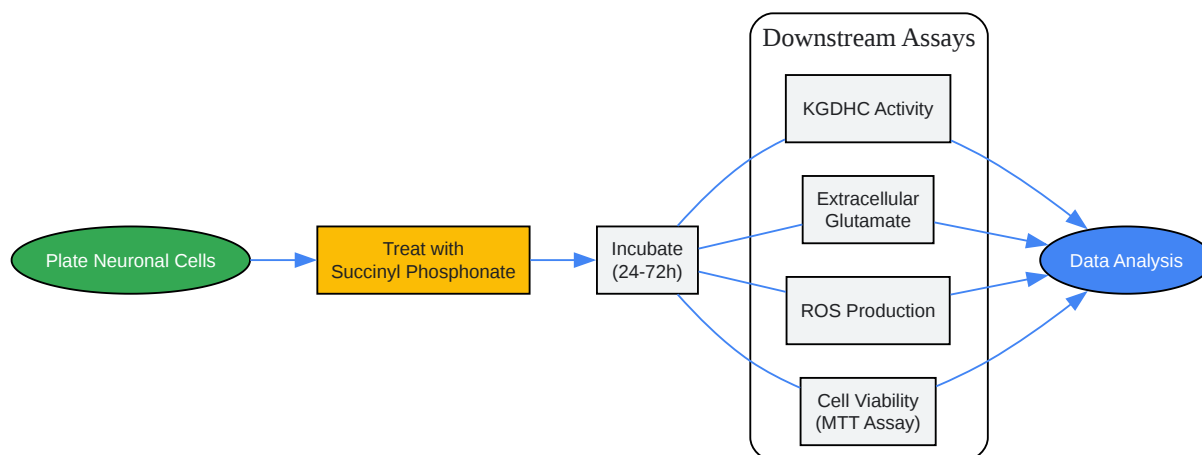 Downstream Assays
KGDHC Activity
Extracellular
Glutamate
Plate Neuronal Cells
Treat with
Succinyl Phosphonate
Incubate
(24-72h)
Data Analysis
ROS Production
Cell Viability
(MTT Assay)